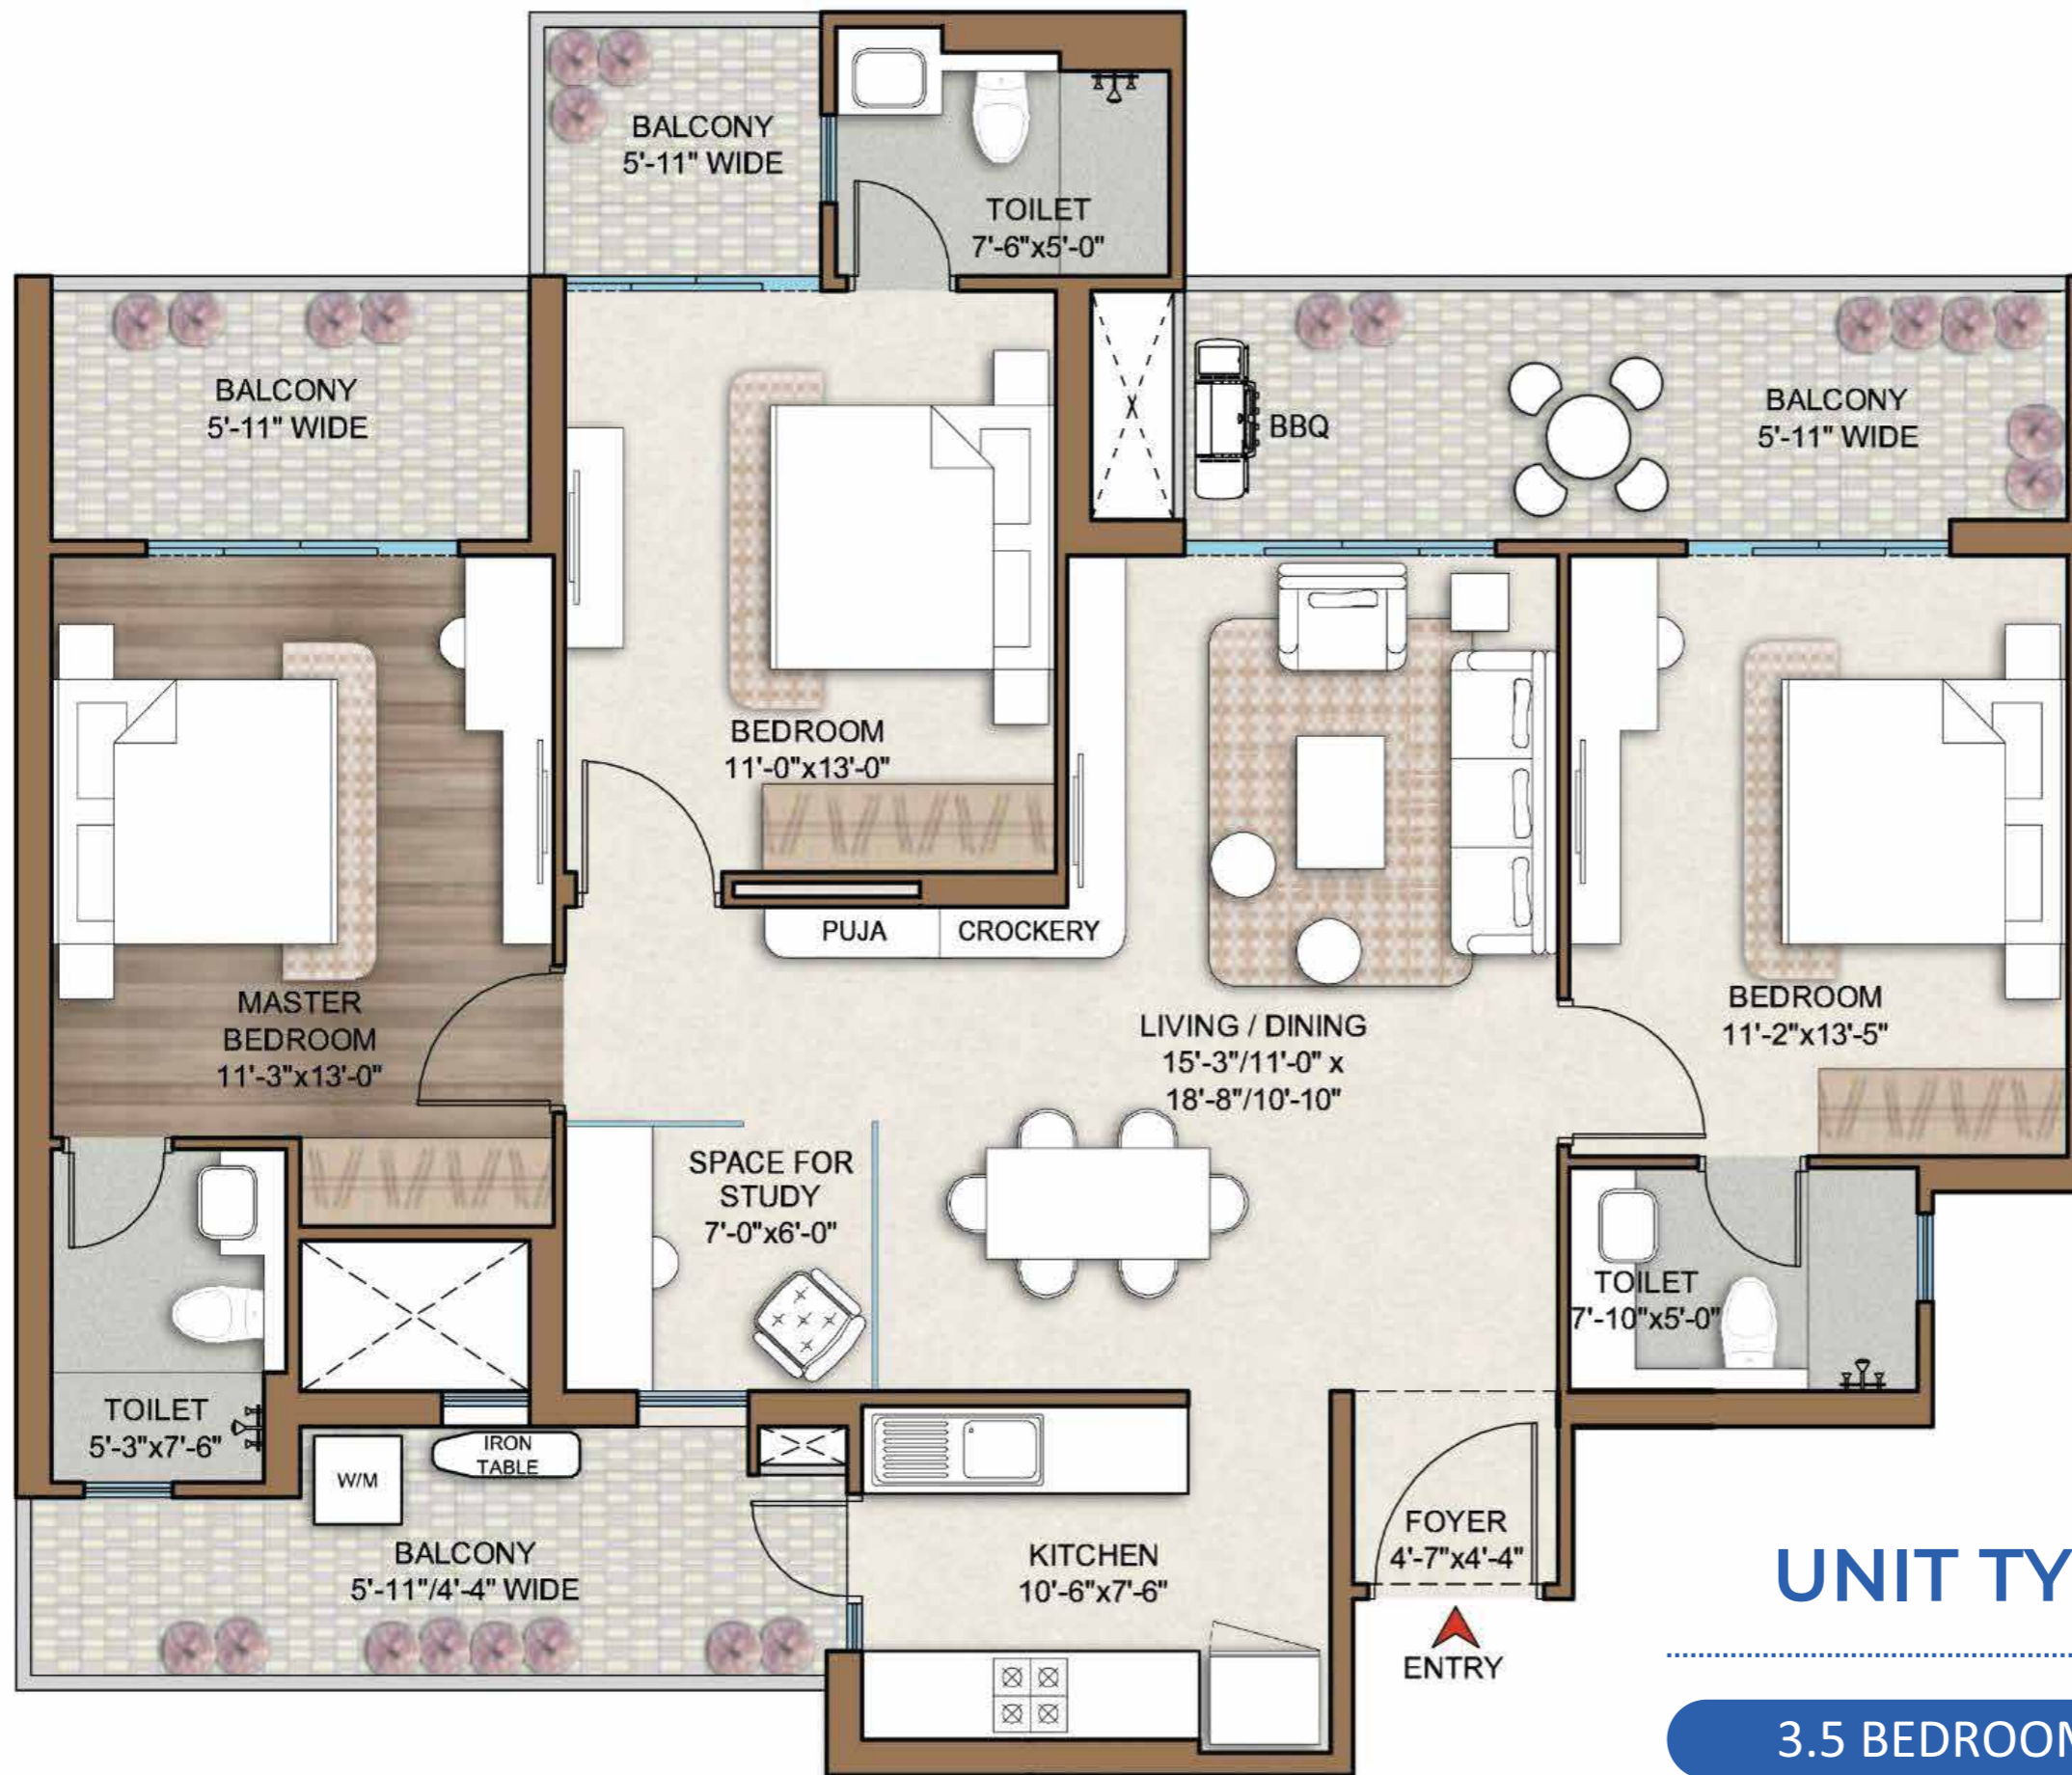 BALCONY
5'-11" WIDE
TOILET
7'-6"x5'-0"
BALCONY
5'-11" WIDE
BBQ
BALCONY
5'-11" WIDE
BEDROOM
11'-0"x13'-0"
PUJA
CROCKERY
MASTER
BEDROOM
11'-3"x13'-0"
LIVING / DINING
15'-3"/11'-0" x
18'-8"/10'-10"
BEDROOM
11'-2"x13'-5"
SPACE FOR
STUDY
7'-0"x6'-0"
TOILET
7'-10"x5'-0"
TOILET
5'-3"x7'-6"
W/M
IRON
TABLE
BALCONY
5'-11"/4'-4" WIDE
KITCHEN
10'-6"x7'-6"
FOYER
4'-7"x4'-4"
ENTRY
UNIT TY
3.5 BEDROOM